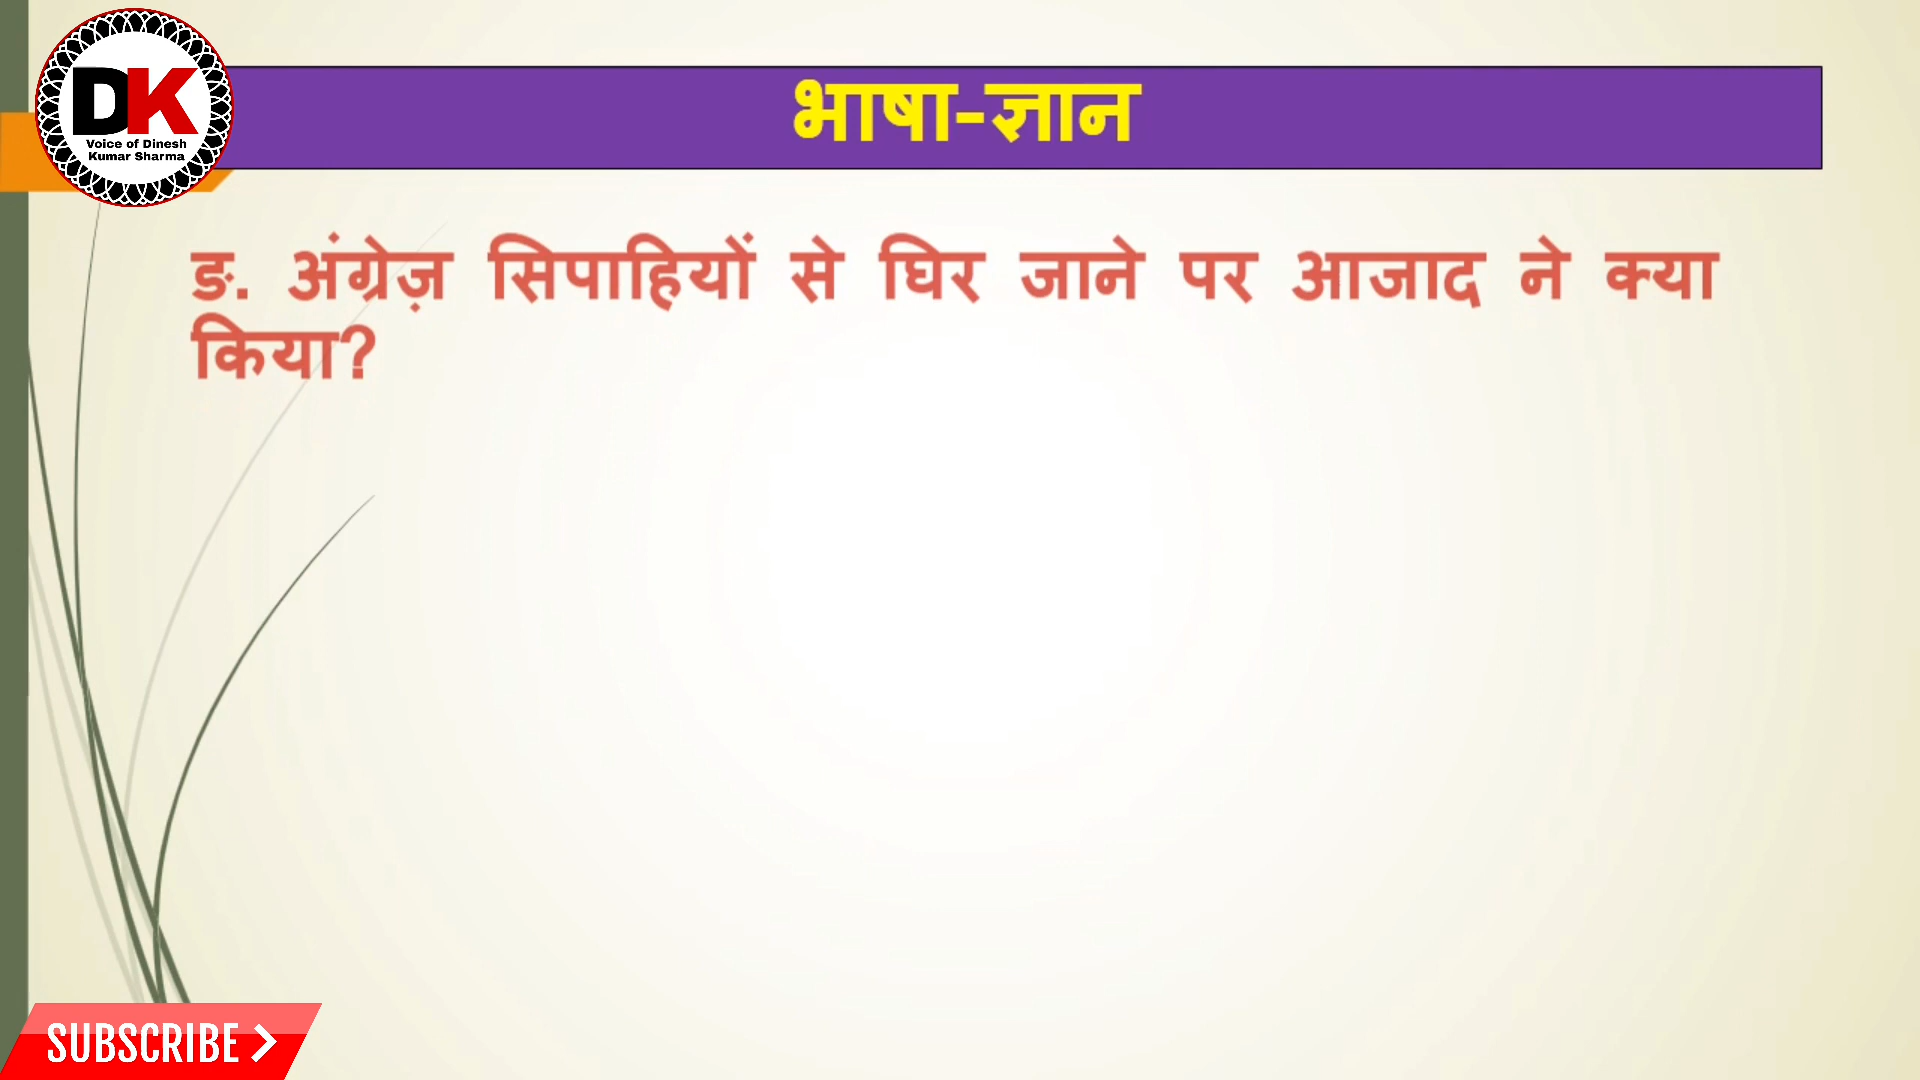 DK
Voice of Dinesh
Kumar Sharma
भाषा-ज्ञान
ङ. अंग्रेज़ सिपाहियों से घिर जाने पर आजाद ने क्या
किया?
SUBSCRIBE